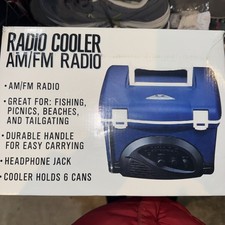 RADIO COOLER
AM/FM RADIO
• AM/FM RADIO
• GREAT FOR: FISHING,
PICNICS, BEACHES,
AND TAILGATING
• DURABLE HANDLE
FOR EASY CARRYING
• HEADPHONE JACK
• COOLER HOLDS 6 CANS